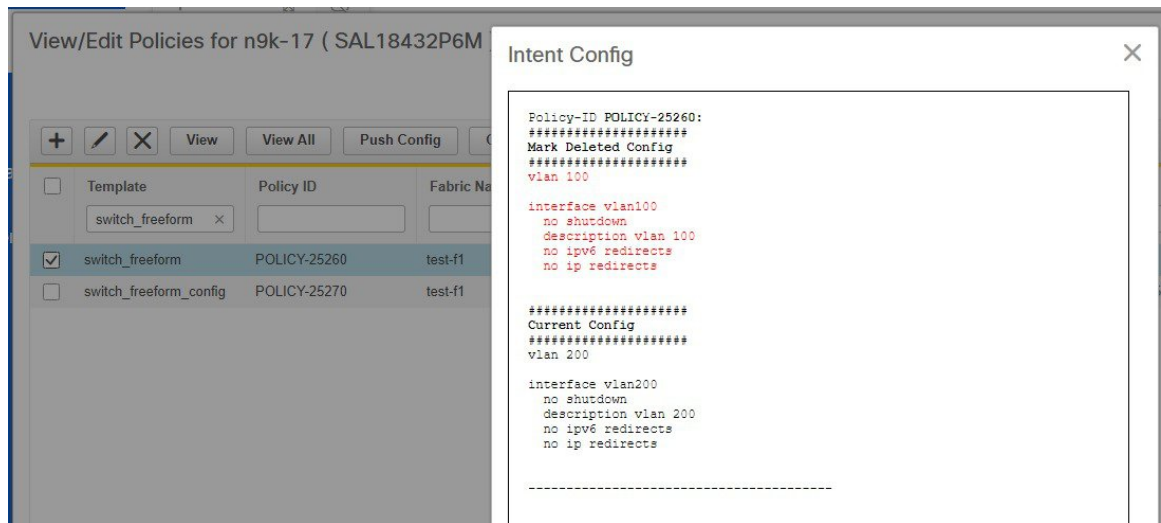 View/Edit Policies for n9k-17 ( SAL18432P6M )
View
View All
Push Config
Template
Policy ID
Fabric Na
switch_freeform
switch_freeform
POLICY-25260
test-f1
switch_freeform_config
POLICY-25270
test-f1
Intent Config
Policy-ID POLICY-25260:
#####################
Mark Deleted Config
#####################
vlan 100
interface vlan100
no shutdown
description vlan 100
no ipv6 redirects
no ip redirects
#####################
Current Config
#####################
vlan 200
interface vlan200
no shutdown
description vlan 200
no ipv6 redirects
no ip redirects
----------------------------------------